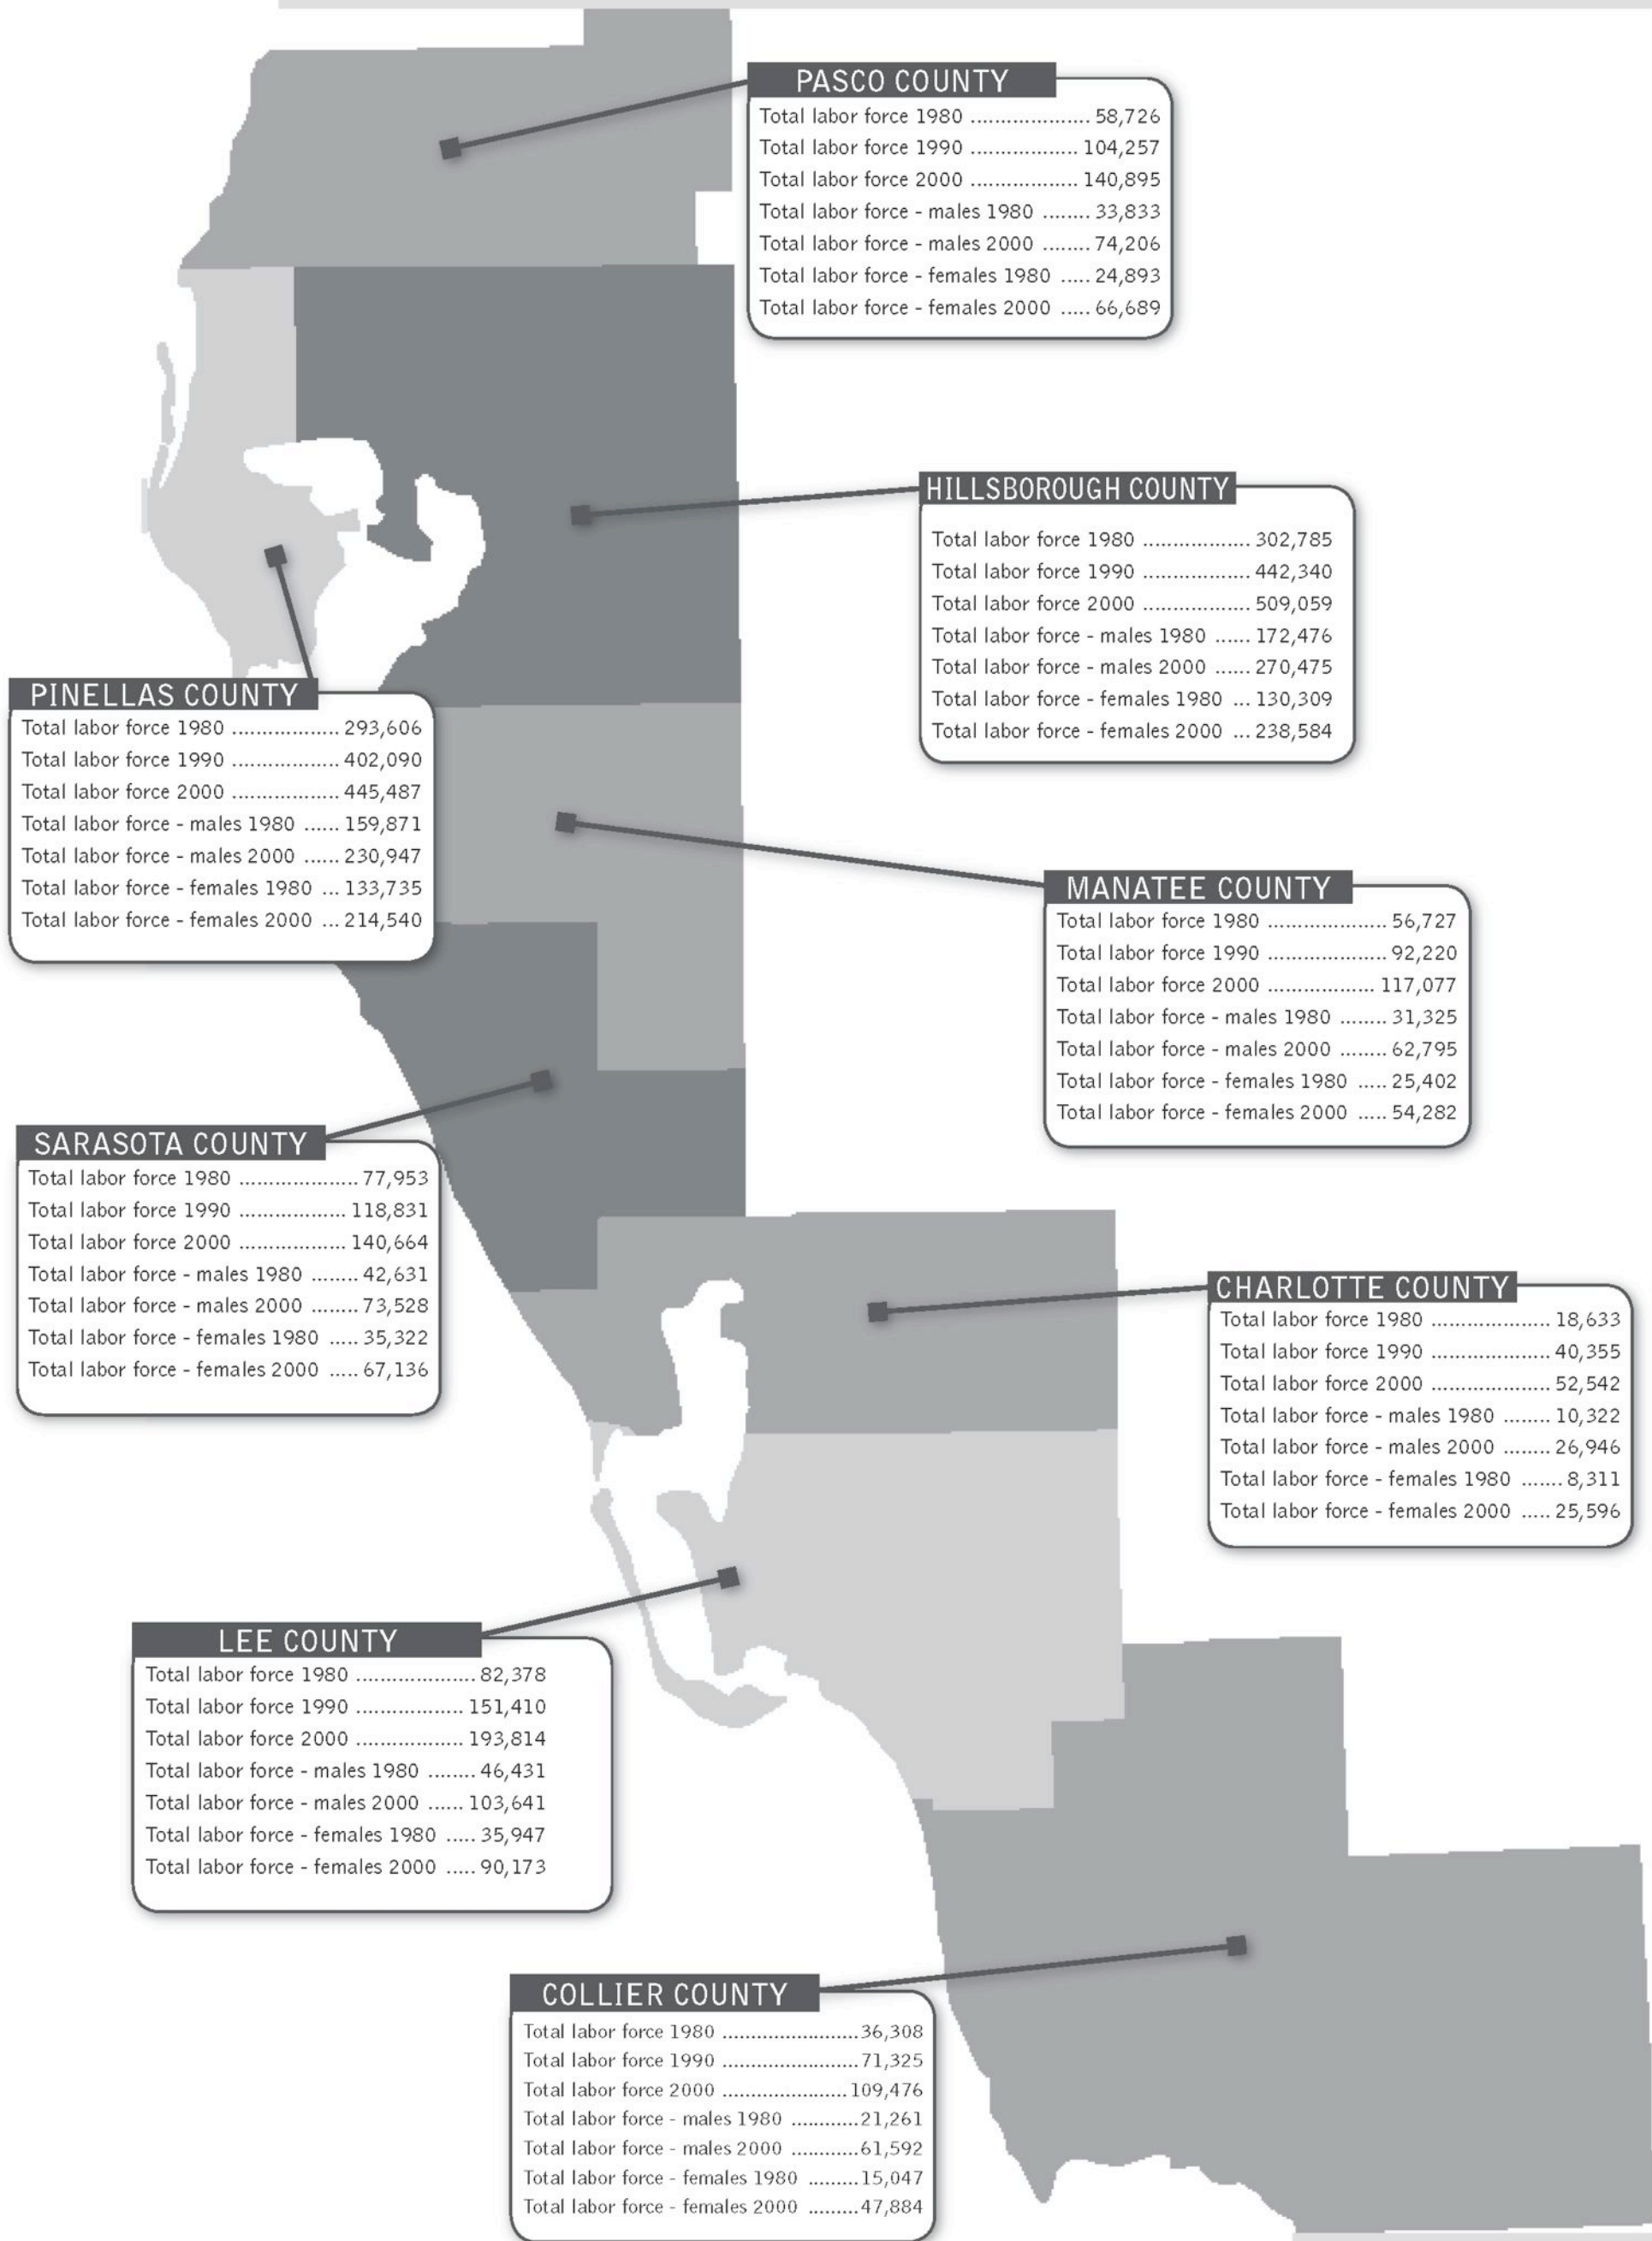 PASCO COUNTY
Total labor force 1980 ................... 58,726
Total labor force 1990 ................. 104,257
Total labor force 2000 ................. 140,895
Total labor force - males 1980 ........ 33,833
Total labor force - males 2000 ........ 74,206
Total labor force - females 1980 ..... 24,893
Total labor force - females 2000 ..... 66,689
HILLSBOROUGH COUNTY
Total labor force 1980 ................. 302,785
Total labor force 1990 ................. 442,340
Total labor force 2000 ................. 509,059
Total labor force - males 1980 ...... 172,476
Total labor force - males 2000 ...... 270,475
Total labor force - females 1980 ... 130,309
Total labor force - females 2000 ... 238,584
PINELLAS COUNTY
Total labor force 1980 ................. 293,606
Total labor force 1990 ................. 402,090
Total labor force 2000 ................. 445,487
Total labor force - males 1980 ...... 159,871
Total labor force - males 2000 ...... 230,947
Total labor force - females 1980 ... 133,735
Total labor force - females 2000 ... 214,540
MANATEE COUNTY
Total labor force 1980 ................... 56,727
Total labor force 1990 ................... 92,220
Total labor force 2000 ................. 117,077
Total labor force - males 1980 ........ 31,325
Total labor force - males 2000 ........ 62,795
Total labor force - females 1980 ..... 25,402
Total labor force - females 2000 ..... 54,282
SARASOTA COUNTY
Total labor force 1980 ................... 77,953
Total labor force 1990 ................. 118,831
Total labor force 2000 ................. 140,664
Total labor force - males 1980 ........ 42,631
Total labor force - males 2000 ........ 73,528
Total labor force - females 1980 ..... 35,322
Total labor force - females 2000 ..... 67,136
CHARLOTTE COUNTY
Total labor force 1980 ................... 18,633
Total labor force 1990 ................... 40,355
Total labor force 2000 ................... 52,542
Total labor force - males 1980 ........ 10,322
Total labor force - males 2000 ........ 26,946
Total labor force - females 1980 ....... 8,311
Total labor force - females 2000 ..... 25,596
LEE COUNTY
Total labor force 1980 ................... 82,378
Total labor force 1990 ................. 151,410
Total labor force 2000 ................. 193,814
Total labor force - males 1980 ........ 46,431
Total labor force - males 2000 ...... 103,641
Total labor force - females 1980 ..... 35,947
Total labor force - females 2000 ..... 90,173
COLLIER COUNTY
Total labor force 1980 ........................36,308
Total labor force 1990 ........................71,325
Total labor force 2000 ......................109,476
Total labor force - males 1980 ............21,261
Total labor force - males 2000 ............61,592
Total labor force - females 1980 .........15,047
Total labor force - females 2000 .........47,884